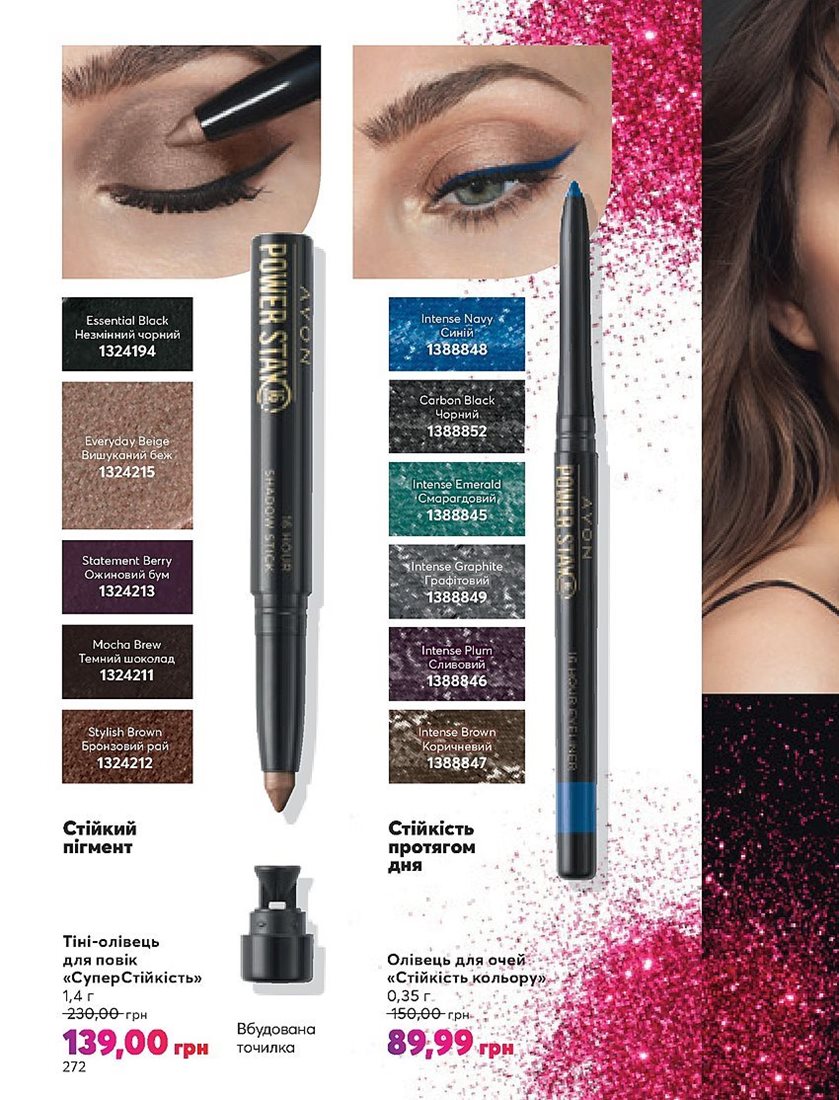 POWER STAY
16
AVON
16 HOUR
SHADOW STICK
Essential Black
Незмінний чорний
1324194
Everyday Beige
Вишуканий беж
1324215
Statement Berry
Ожиновий бум
1324213
Mocha Brew
Темний шоколад
1324211
Stylish Brown
Бронзовий рай
1324212
Стійкий
пігмент
Тіні-олівець
для повік
«СуперСтійкість»
1,4 г
230,00 грн
139,00 грн
272
Вбудована
точилка
Intense Navy
Синій
1388848
Carbon Black
Чорний
1388852
Intense Emerald
Смарагдовий
1388845
Intense Graphite
Графітовий
1388849
Intense Plum
Сливовий
1388846
Intense Brown
Коричневий
1388847
POWER STAY
AVON
16 HOUR EYELINER
Стійкість
протягом
дня
Олівець для очей
«Стійкість кольору»
0,35 г
150,00 грн
89,99 грн